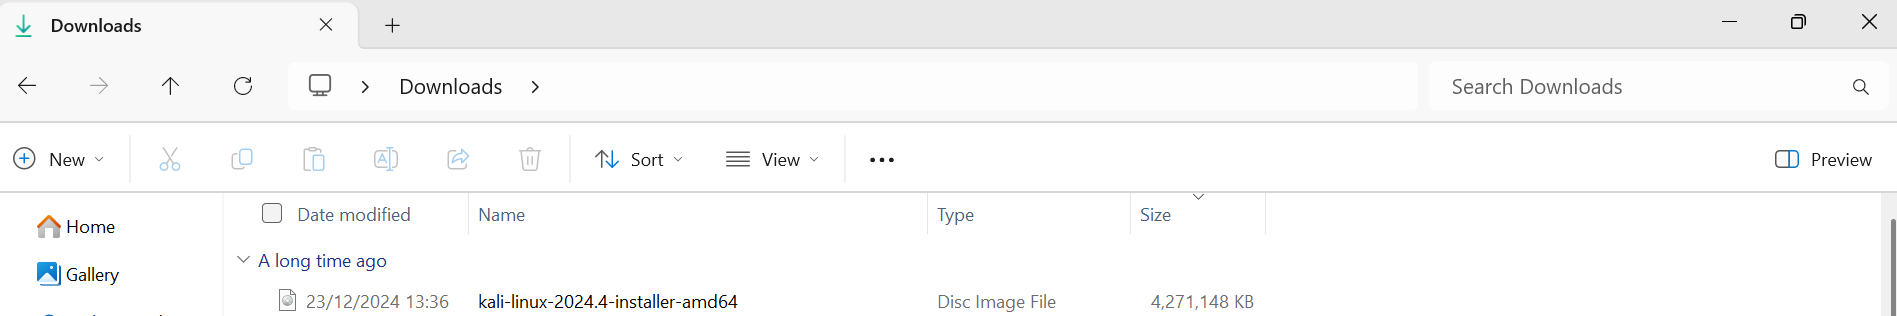 Downloads
Downloads
Search Downloads
New
Sort
View
Preview
Home
Gallery
Date modified
Name
Type
Size
A long time ago
23/12/2024 13:36
kali-linux-2024.4-installer-amd64
Disc Image File
4,271,148 KB